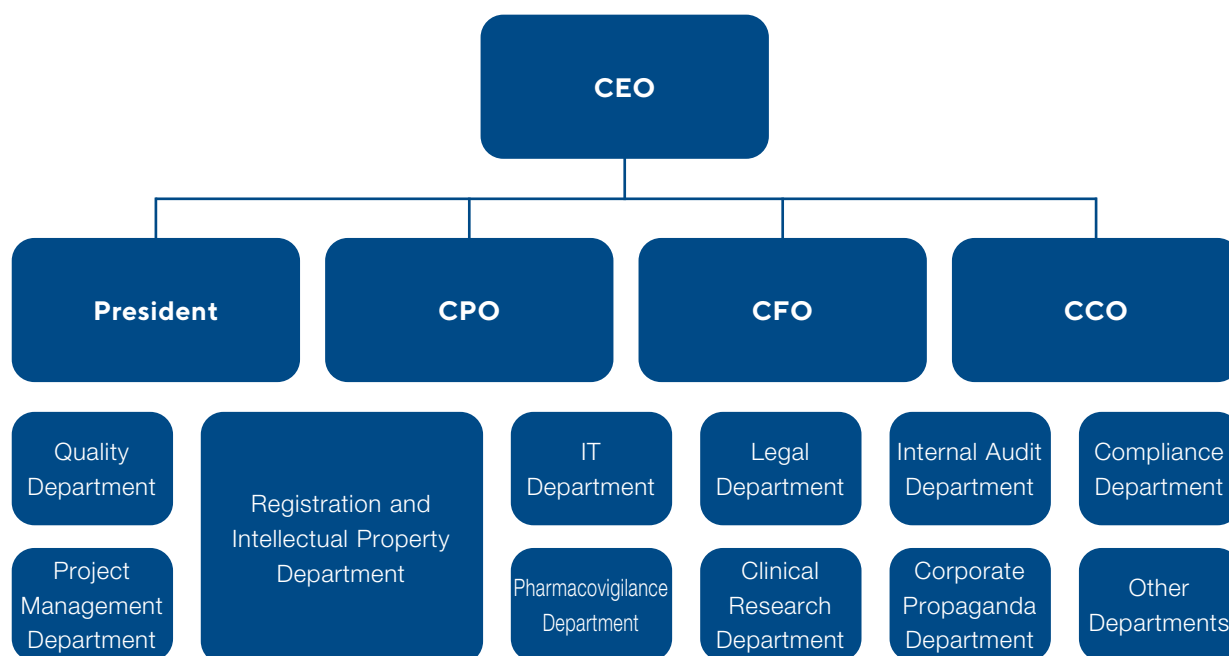 CEO
President
CPO
CFO
CCO
Quality
Department
Registration and
Intellectual Property
Department
IT
Department
Legal
Department
Internal Audit
Department
Compliance
Department
Project
Management
Department
Pharmacovigilance
Department
Clinical
Research
Department
Corporate
Propaganda
Department
Other
Departments